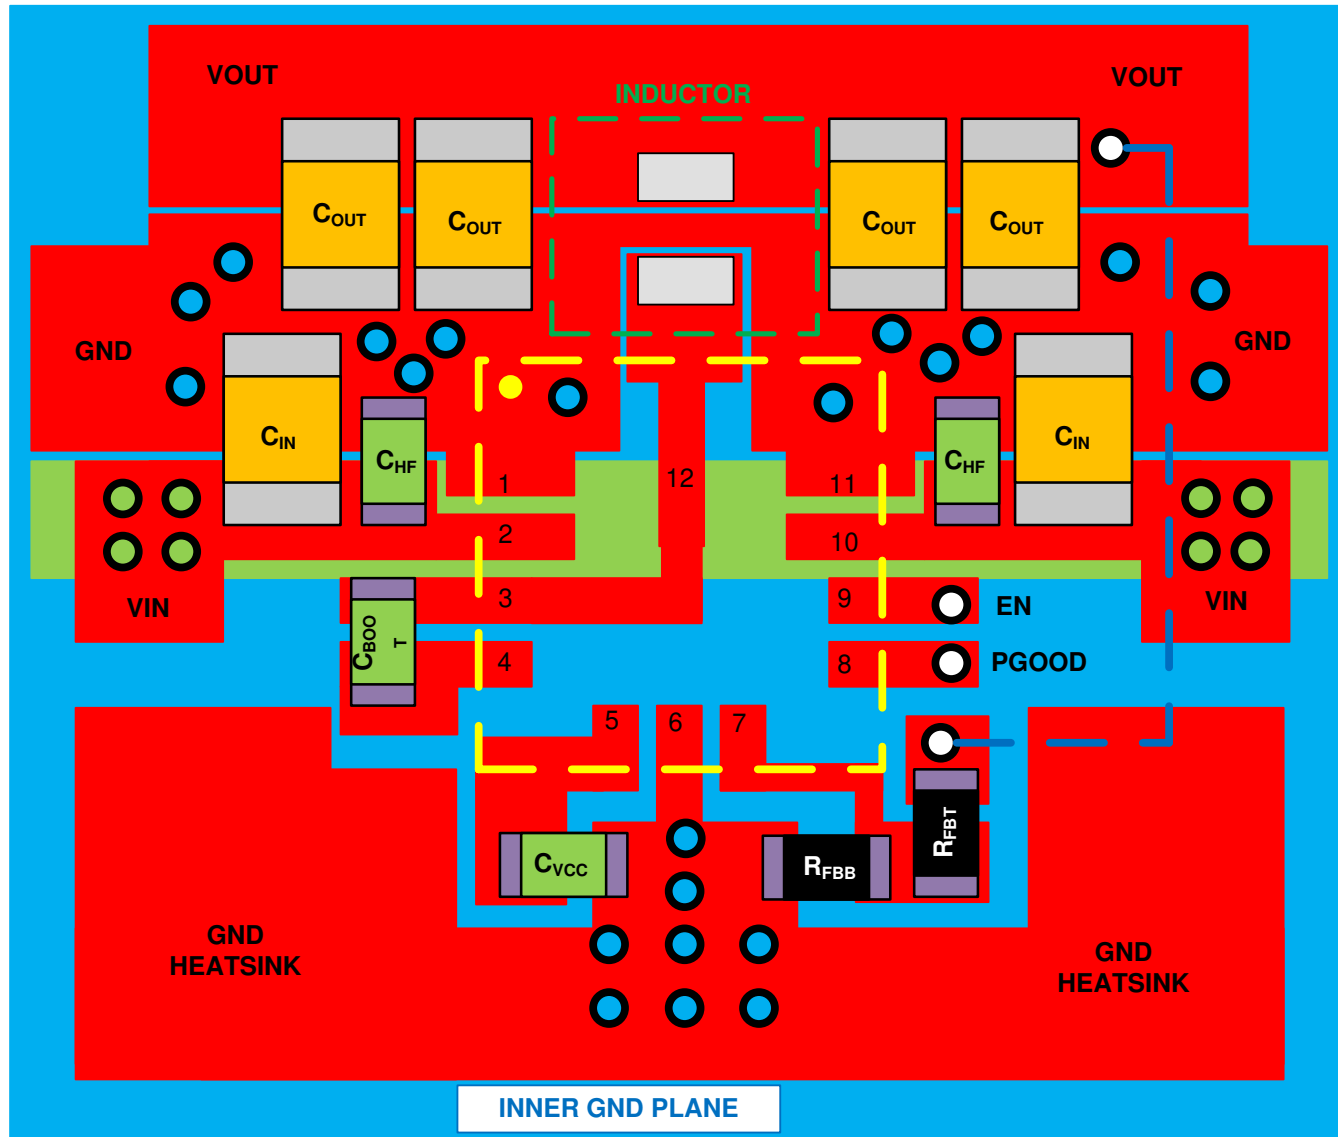 VOUT
VOUT
INDUCTOR
COUT
COUT
COUT
COUT
GND
GND
CIN
CHF
CHF
CIN
1
12
11
2
10
VIN
3
9
EN
VIN
CBOO
T
4
8
PGOOD
5
6
7
CVCC
RFBB
RFBT
GND
HEATSINK
GND
HEATSINK
INNER GND PLANE